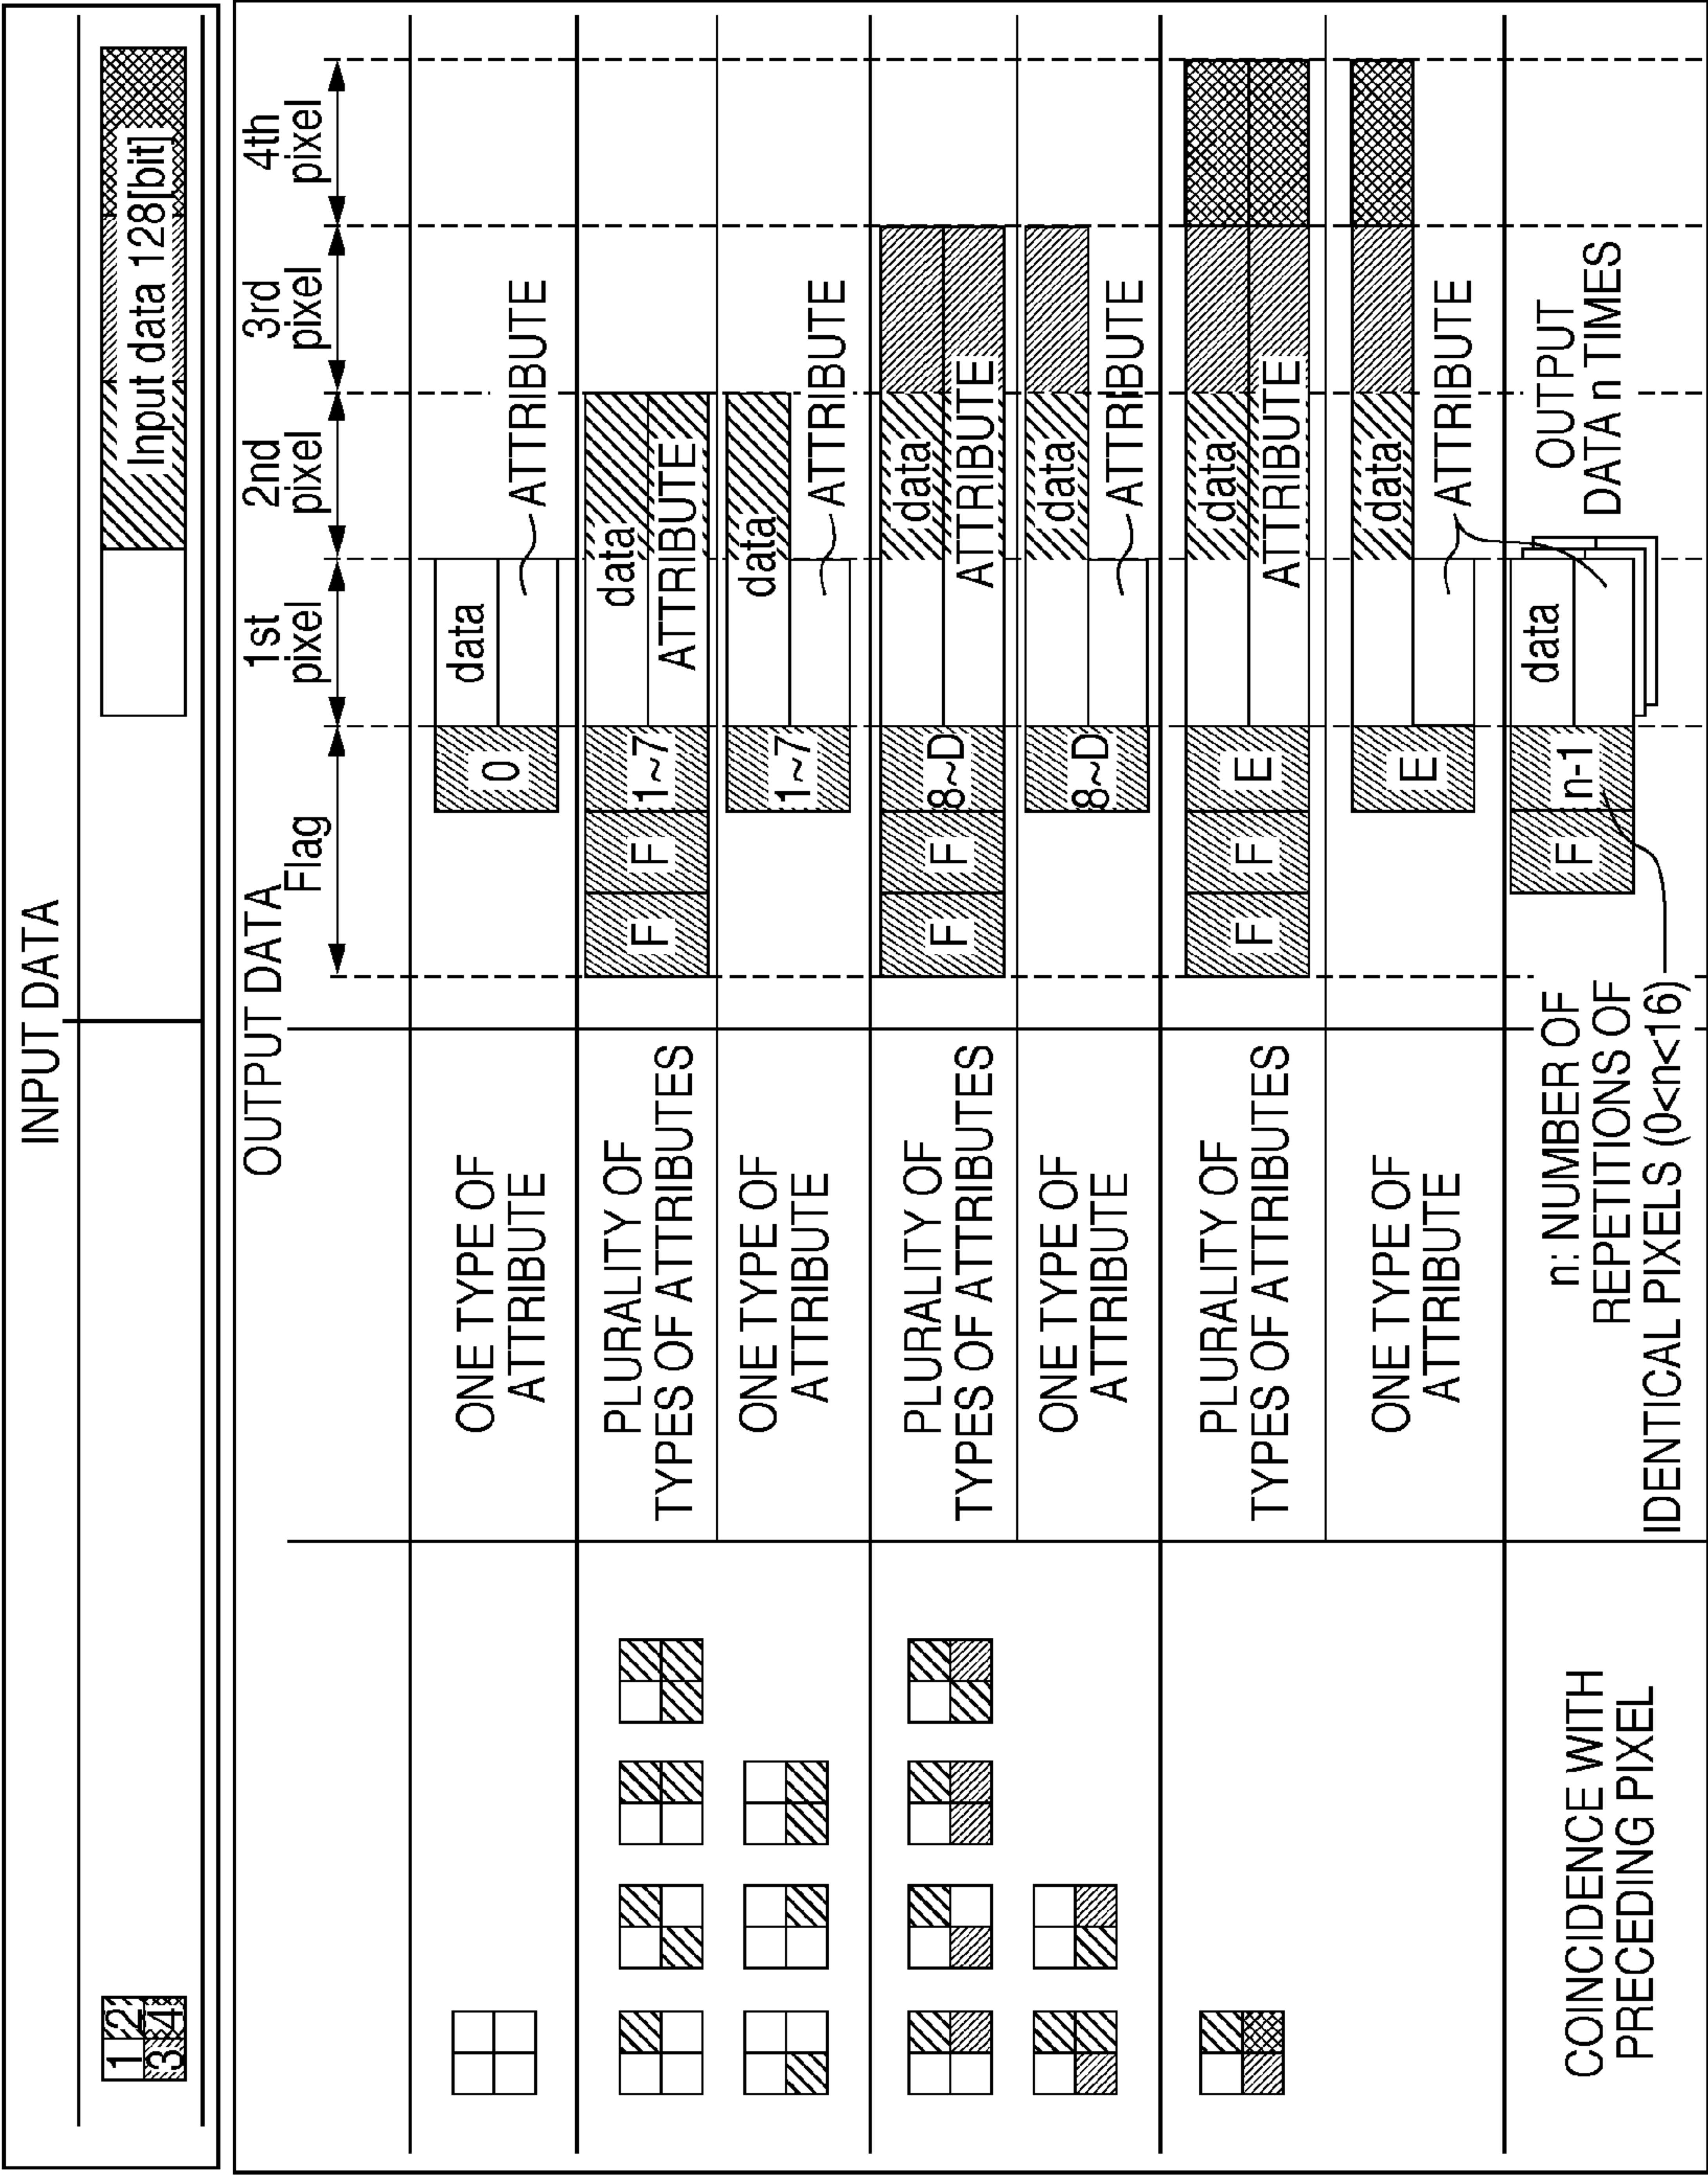 INPUT DATA
1 2
3 4
Input data 128[bit]
OUTPUT DATA
Flag
1st
pixel
2nd
pixel
3rd
pixel
4th
pixel
ONE TYPE OF
ATTRIBUTE
0
data
ATTRIBUTE
PLURALITY OF
TYPES OF ATTRIBUTES
F F 1~7
data
ATTRIBUTE
ONE TYPE OF
ATTRIBUTE
1~7
data
ATTRIBUTE
PLURALITY OF
TYPES OF ATTRIBUTES
F F 8~D
data
ATTRIBUTE
ONE TYPE OF
ATTRIBUTE
8~D
data
ATTRIBUTE
PLURALITY OF
TYPES OF ATTRIBUTES
F F E
data
ATTRIBUTE
ONE TYPE OF
ATTRIBUTE
E
data
ATTRIBUTE
COINCIDENCE WITH
PRECEDING PIXEL
n: NUMBER OF
REPETITIONS OF
IDENTICAL PIXELS (0<n<16)
F n-1
data
OUTPUT
DATA n TIMES